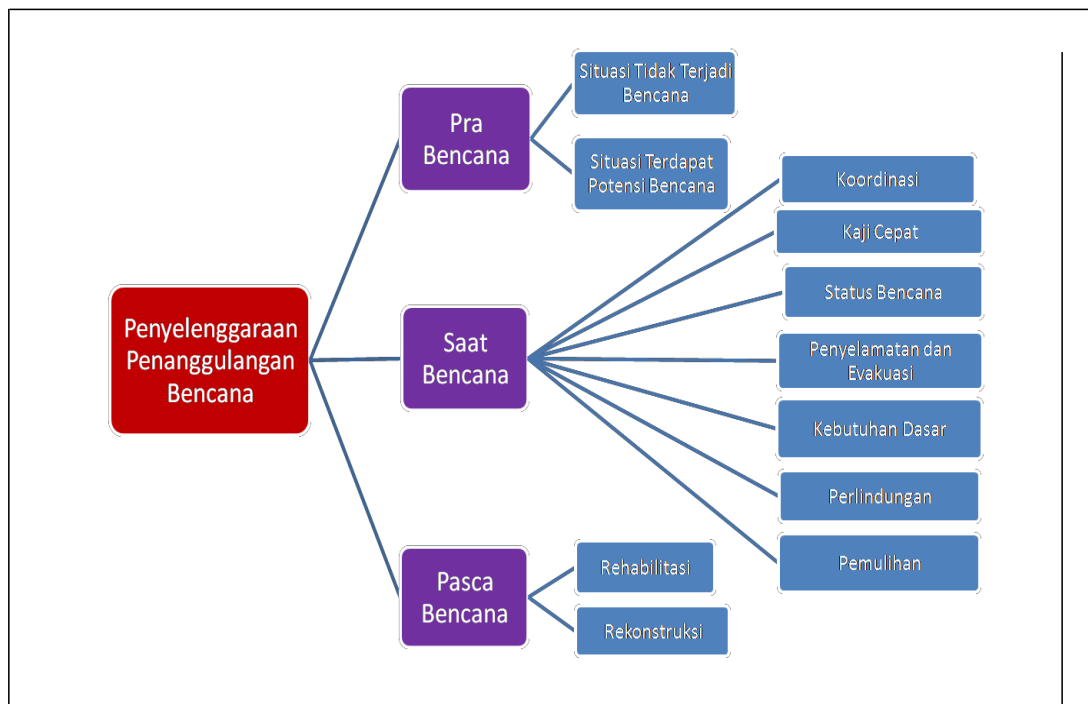 Penyelenggaraan
Penanggulangan
Bencana
Pra
Bencana
Situasi Tidak Terjadi
Bencana
Situasi Terdapat
Potensi Bencana
Saat
Bencana
Koordinasi
Kaji Cepat
Status Bencana
Penyelamatan dan
Evakuasi
Kebutuhan Dasar
Perlindungan
Pemulihan
Pasca
Bencana
Rehabilitasi
Rekonstruksi